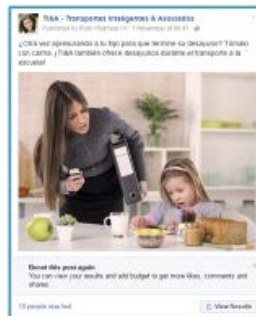 TI&A - Transportes Inteligentes & Asociados
¿Otra vez apresurando a tu hijo para que termine su desayuno? Tómalo
con calma. ¡TI&A también ofrece desayunos durante el transporte a la
escuela!
Boost this post again
You can view your results and add budget to get more likes, comments and
shares.
View Results